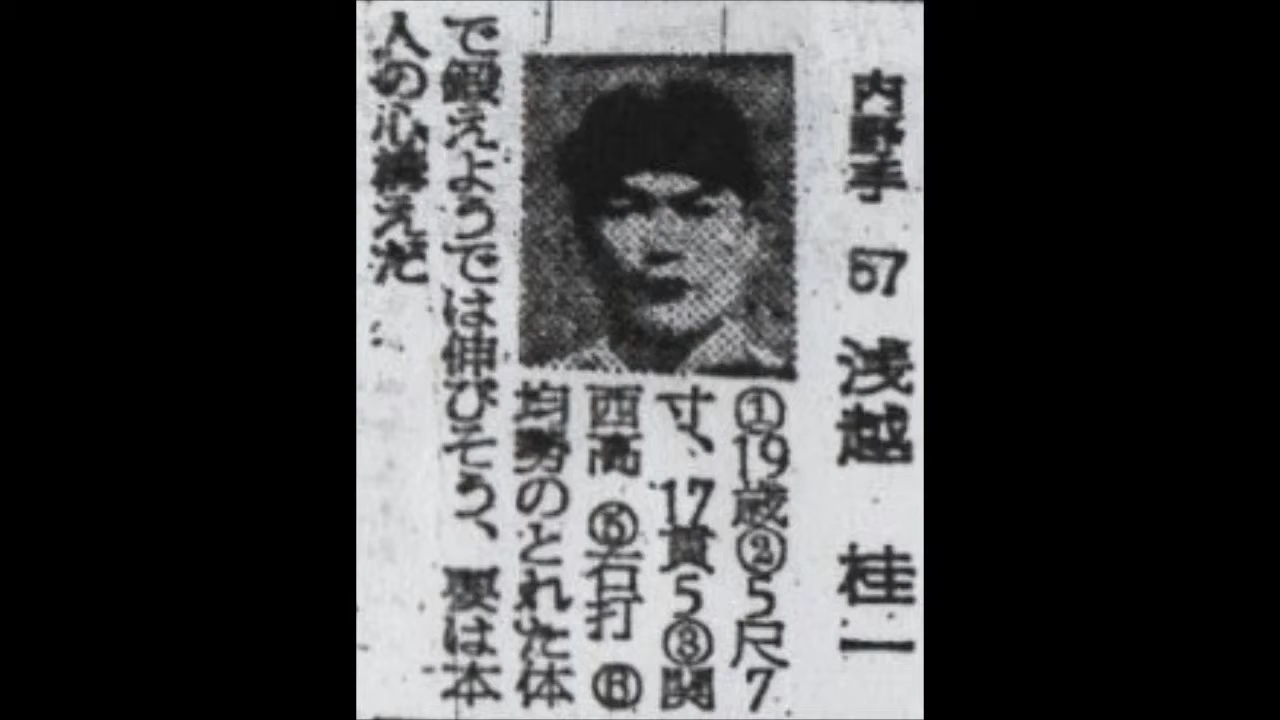 内野手 67 浅越 桂一
①19歳②5尺7
寸、17貫5③関
西高 ⑤右打 ⑥
均勢のとれた体
で鍛えようでは伸びそう、要は本
人の心構えだ